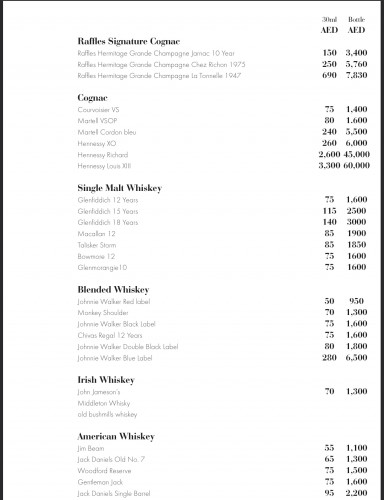 30ml Bottle
AED AED
Raffles Signature Cognac
Raffles Hermitage Grande Champagne Jarnac 10 Year 150 3,400
Raffles Hermitage Grande Champagne Chez Richon 1975 250 5,760
Raffles Hermitage Grande Champagne La Tonnelle 1947 690 7,830
Cognac
Courvoisier VS 75 1,400
Martell VSOP 80 1.600
Martell Cordon bleu 240 5,500
Hennessy XO 260 6,000
Hennessy Richard 2,600 45,000
Hennessy Louis XIII 3,300 60,000
Single Malt Whiskey
Glenfiddich 12 Years 75 1,600
Glenfiddich 15 Years 115 2500
Glenfiddich 18 Years 140 3000
Macallan 12 85 1900
Talisker Storm 85 1850
Bowmore 12 75 1600
Glenmorangie10 75 1600
Blended Whiskey
Johnnie Walker Red label 50 950
Monkey Shoulder 70 1,300
Johnnie Walker Black Label 75 1,600
Chivas Regal 12 Years 75 1,600
Johnnie Walker Double Black Label 80 1,800
Johnnie Walker Blue Label 280 6,500
Irish Whiskey
John Jameson's 70 1,300
Middleton Whisky
old bushmills whiskey
American Whiskey
Jim Beam 55 1,100
Jack Daniels Old No. 7 65 1,300
Woodford Reserve 75 1,500
Gentleman Jack 75 1,600
Jack Daniels Single Barrel 95 2,200